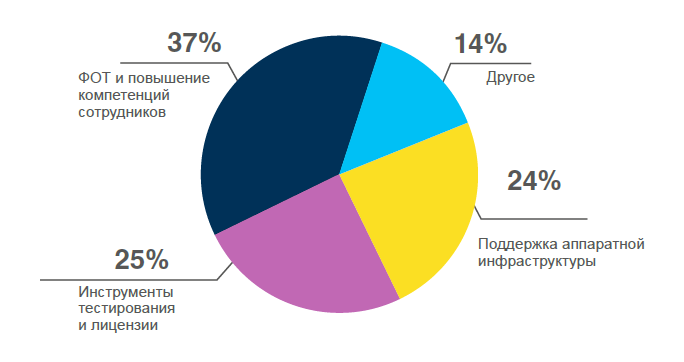 37%
ФОТ и повышение
компетенций
сотрудников
14%
Другое
24%
Поддержка аппаратной
инфраструктуры
25%
Инструменты
тестирования
и лицензии